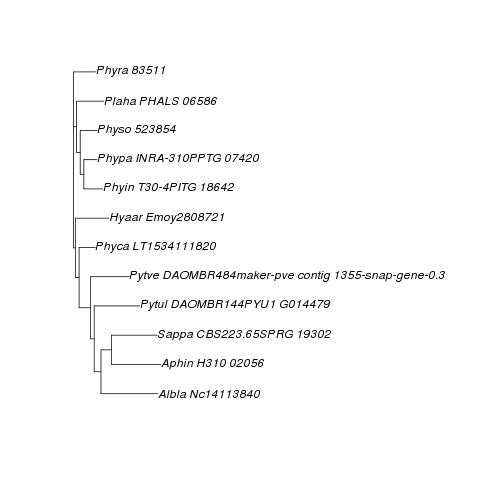 Phyra 83511
Plaha PHALS 06586
Physo 523854
Phypa INRA-310PPTG 07420
Phyin T30-4PITG 18642
Hyaar Emoy2808721
Phyca LT1534111820
Pytve DAOMBR484maker-pve contig 1355-snap-gene-0.3
Pytul DAOMBR144PYU1 G014479
Sappa CBS223.65SPRG 19302
Aphin H310 02056
Albla Nc14113840